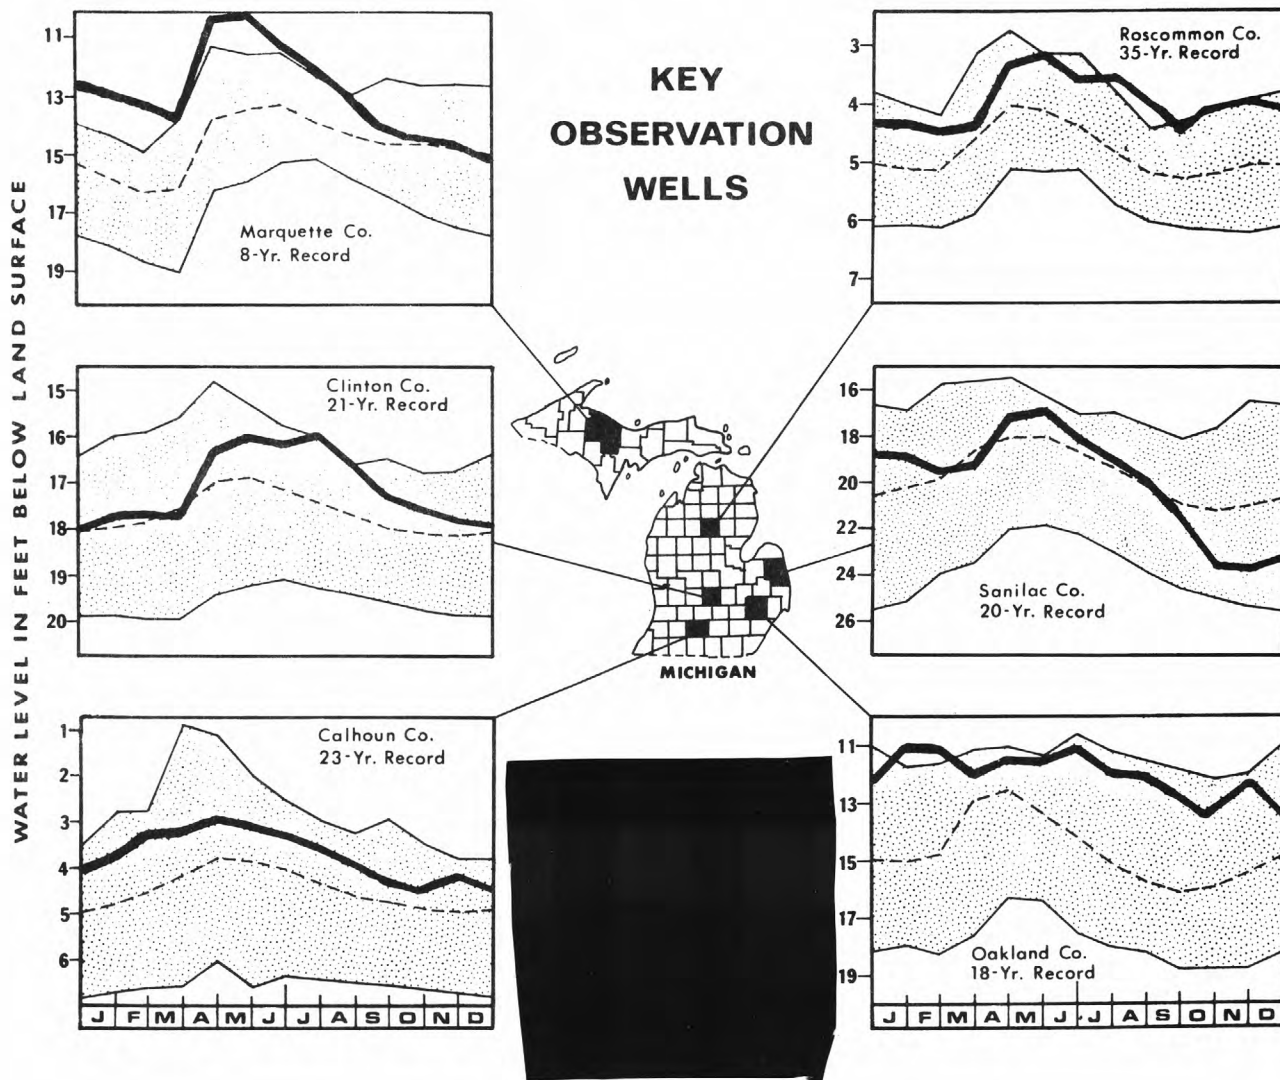 KEY
OBSERVATION
WELLS
WATER LEVEL IN FEET BELOW LAND SURFACE
11
13
15
17
19
Marquette Co.
8-Yr. Record
3
4
5
6
7
Roscommon Co.
35-Yr. Record
15
16
17
18
19
20
Clinton Co.
21-Yr. Record
16
18
20
22
24
26
Sanilac Co.
20-Yr. Record
MICHIGAN
1
2
3
4
5
6
Calhoun Co.
23-Yr. Record
J F M A M J J A S O N D
11
13
15
17
19
Oakland Co.
18-Yr. Record
J F M A M J J A S O N D